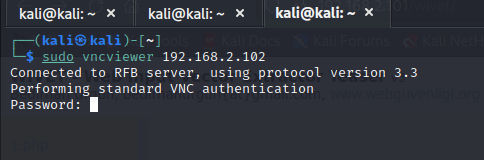 kali@kali: ~ × kali@kali: ~ × kali@kali: ~
(kali㉿kali)-[~]
$ sudo vncviewer 192.168.2.102
Connected to RFB server, using protocol version 3.3
Performing standard VNC authentication
Password: